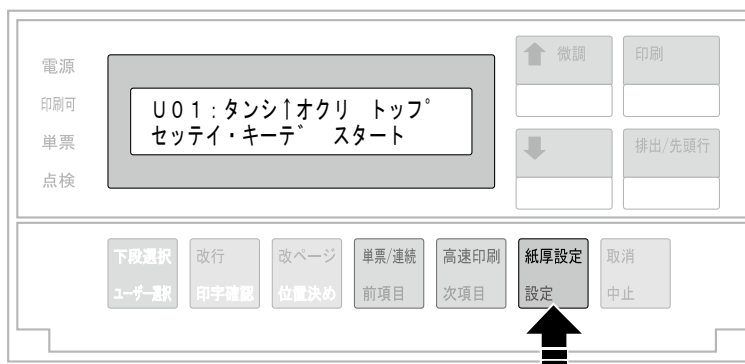 電源
印刷可
単票
点検
U01:タンシ↑オクリ トップ゜
セッテイ・キーデ゛ スタート
微調
印刷
排出/先頭行
下段選択
ユーザー選択
改行
印字確認
改ページ
位置決め
単票/連続
前項目
高速印刷
次項目
紙厚設定
設定
取消
中止